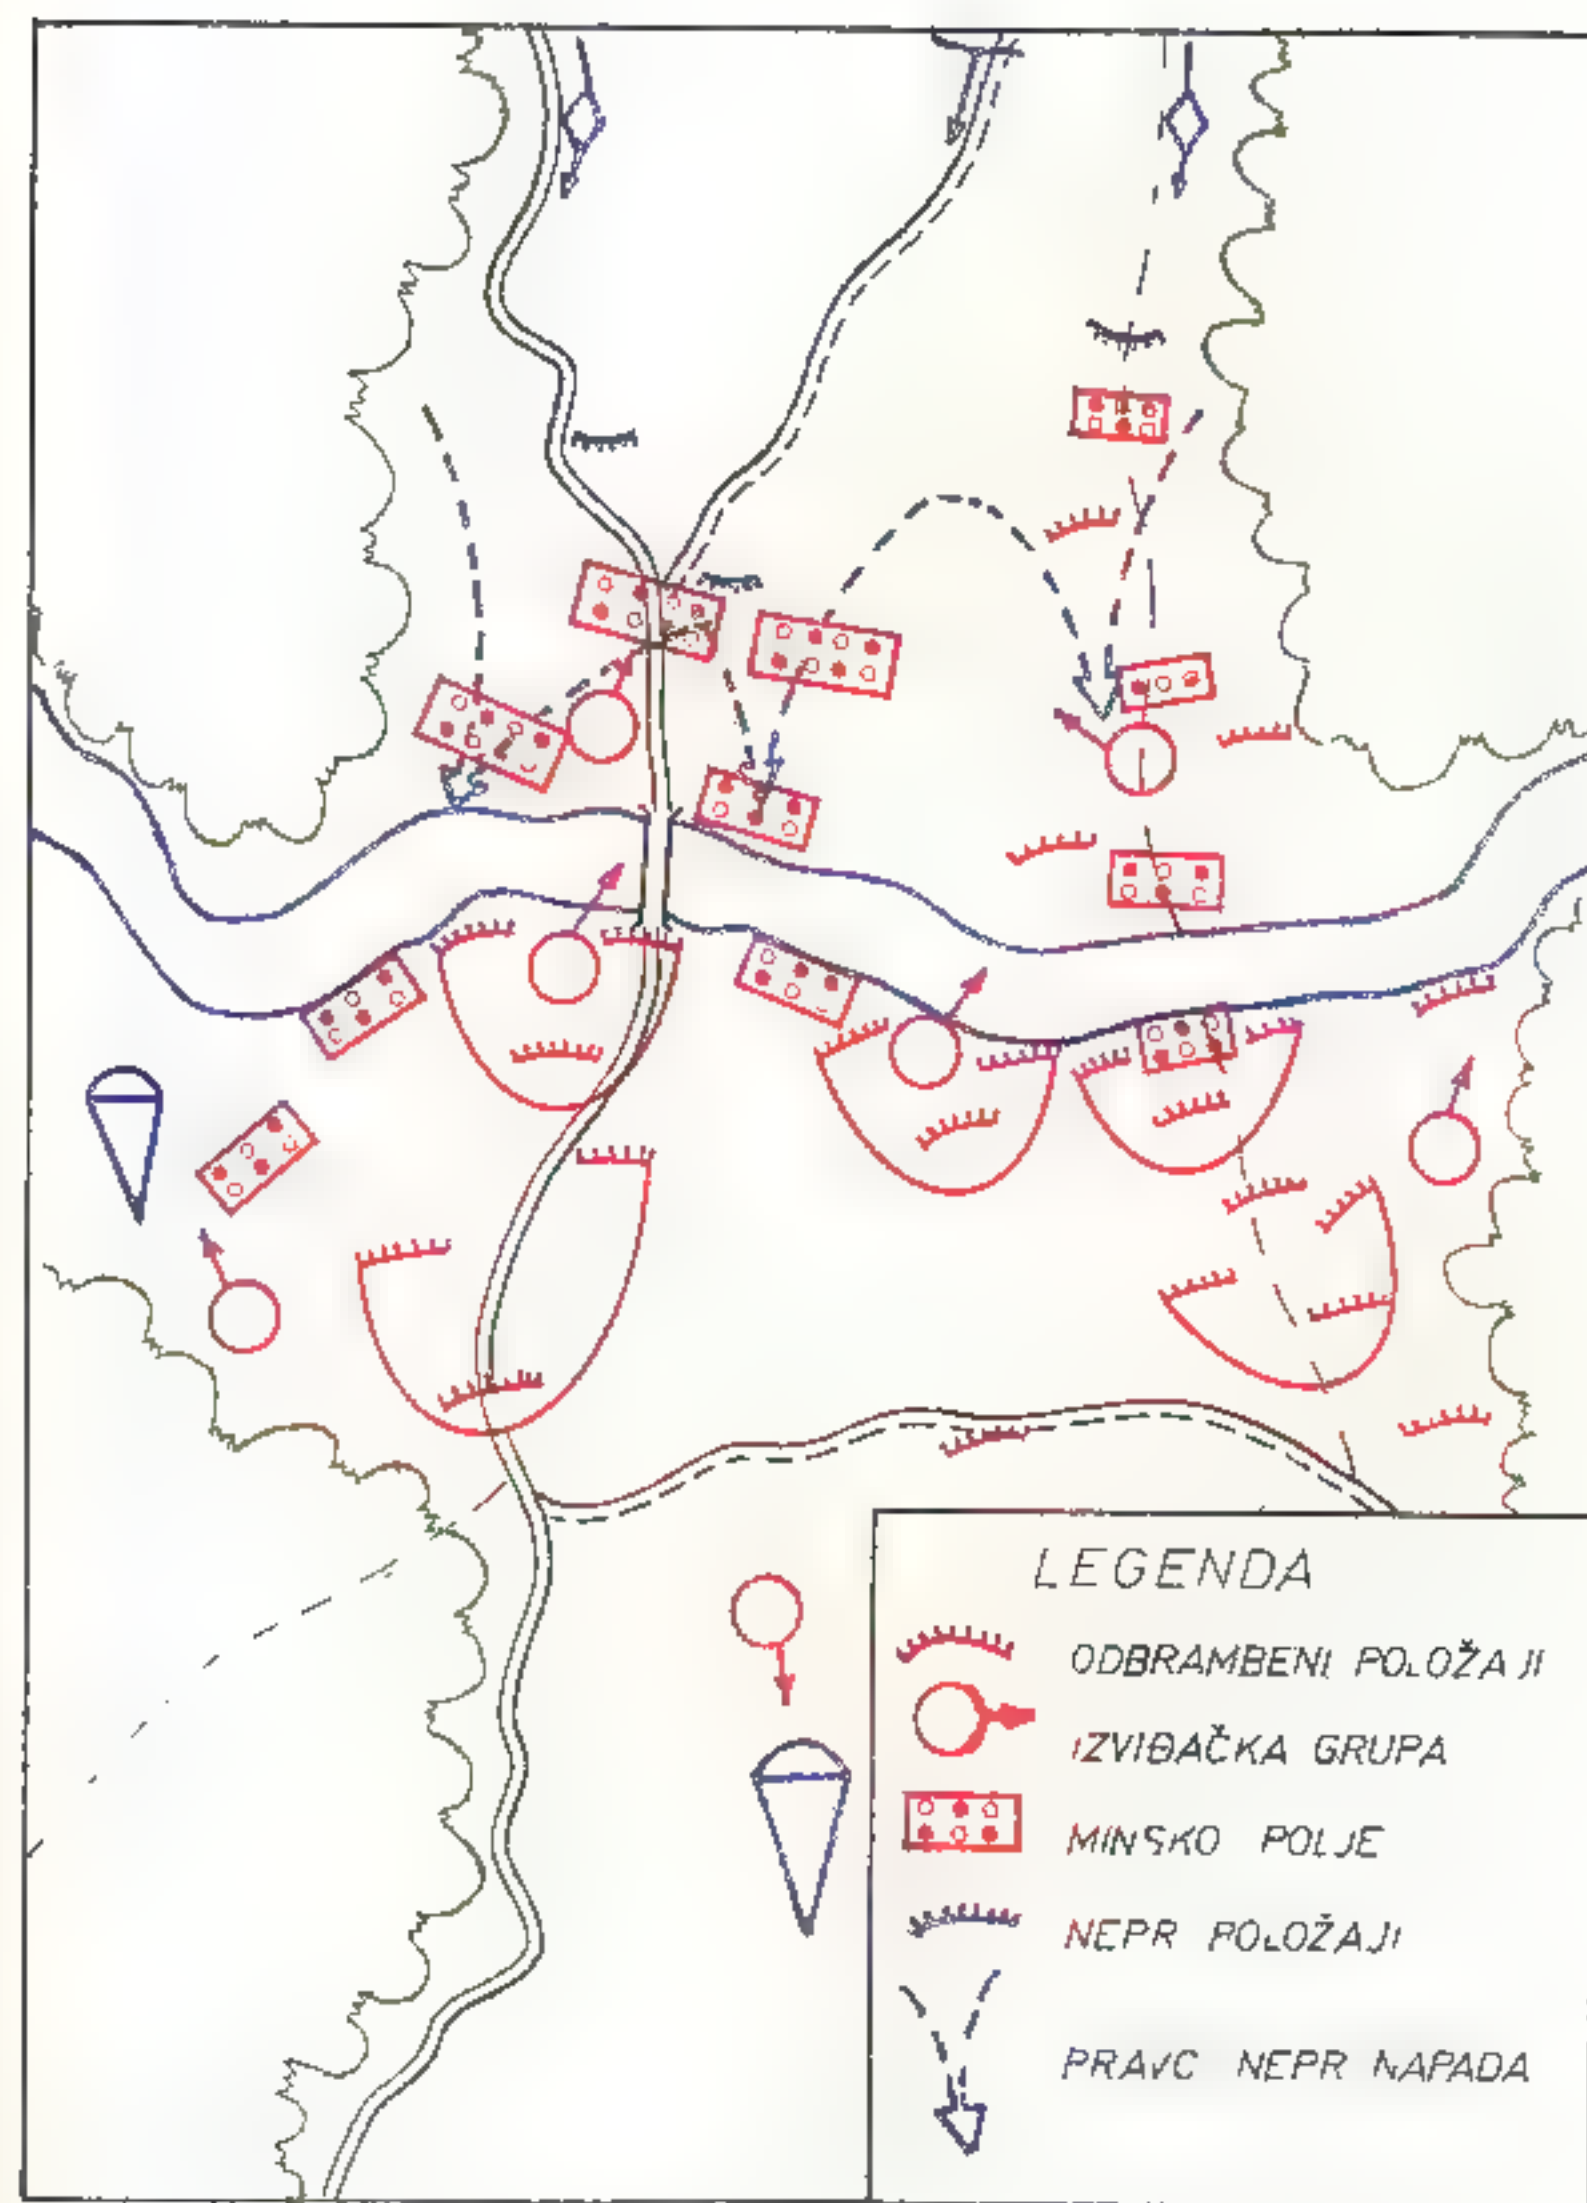 LEGENDA
ODBRAMBENI POLOŽAJI
IZVIĐAČKA GRUPA
MINSKO POLJE
NEPR POLOŽAJI
PRAVC NEPR NAPADA